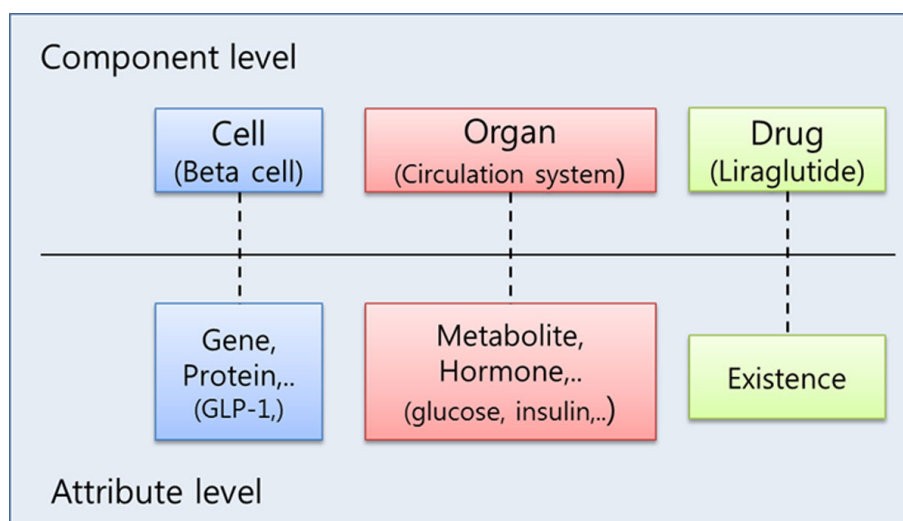 Component level
Cell
(Beta cell)
Organ
(Circulation system)
Drug
(Liraglutide)
Gene,
Protein,..
(GLP-1,)
Metabolite,
Hormone,..
(glucose, insulin,..)
Existence
Attribute level